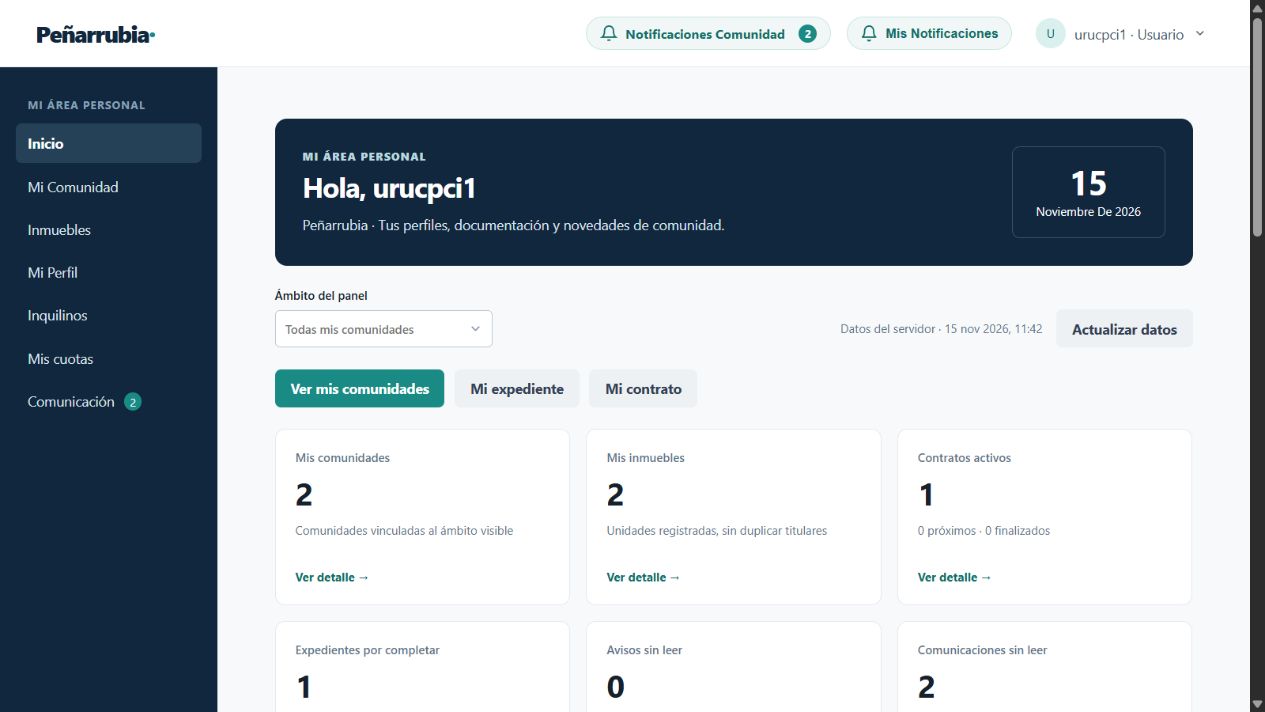 Peñarrubia
Notificaciones Comunidad 2
Mis Notificaciones
U urucpci1 · Usuario
MI ÁREA PERSONAL
Inicio
Mi Comunidad
Inmuebles
Mi Perfil
Inquilinos
Mis cuotas
Comunicación 2
MI ÁREA PERSONAL
Hola, urucpci1
Peñarrubia · Tus perfiles, documentación y novedades de comunidad.
15
Noviembre De 2026
Ámbito del panel
Todas mis comunidades
Datos del servidor · 15 nov 2026, 11:42
Actualizar datos
Ver mis comunidades
Mi expediente
Mi contrato
Mis comunidades
2
Comunidades vinculadas al ámbito visible
Ver detalle →
Mis inmuebles
2
Unidades registradas, sin duplicar titulares
Ver detalle →
Contratos activos
1
0 próximos · 0 finalizados
Ver detalle →
Expedientes por completar
1
Avisos sin leer
0
Comunicaciones sin leer
2